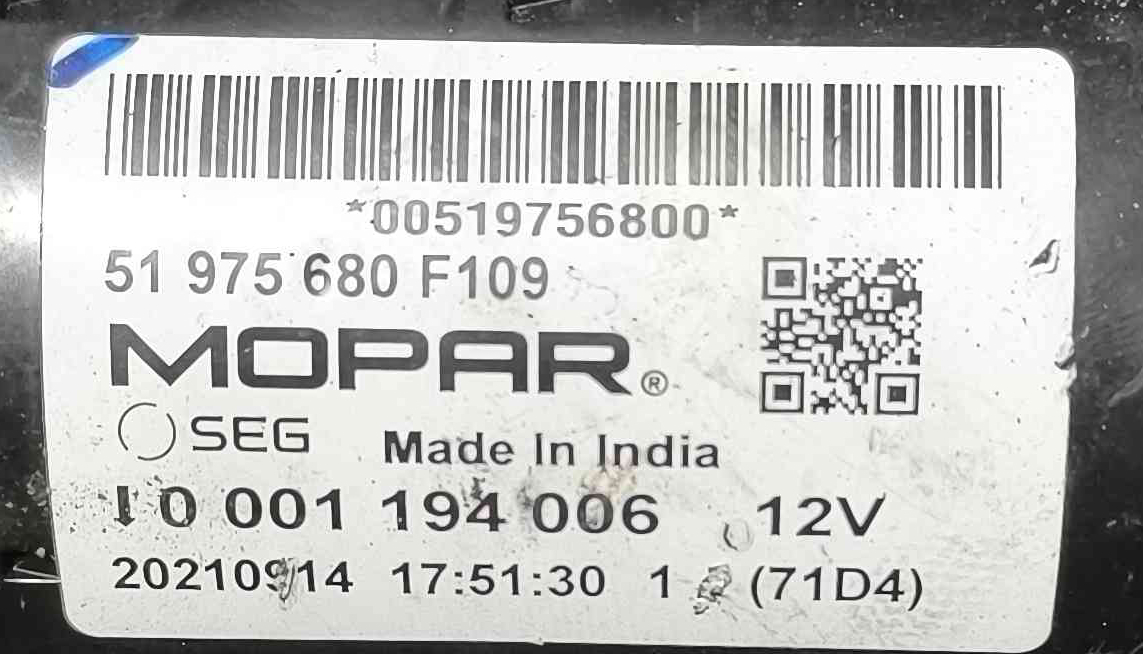 *00519756800*
51 975 680 F109
MOPAR®
SEG Made In India
0 001 194 006 12V
20210914 17:51:30 1 (71D4)